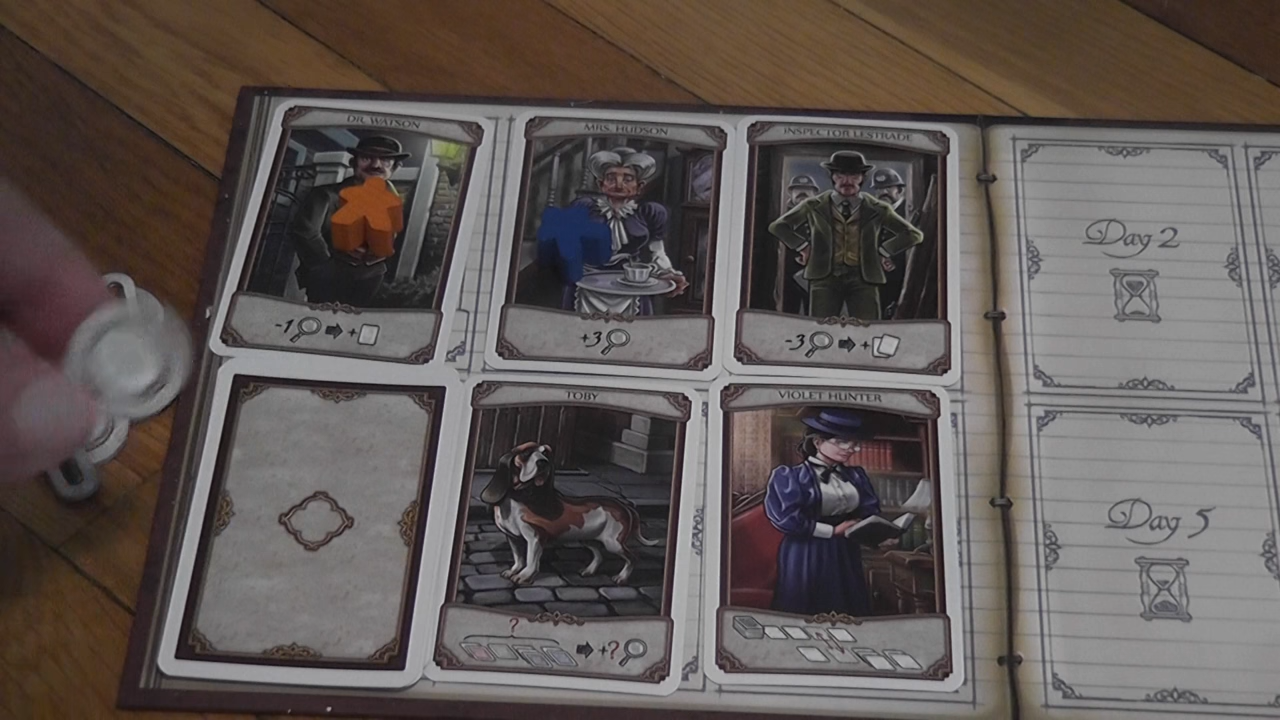 DR. WATSON
MRS. HUDSON
INSPECTOR LESTRADE
-1 +
+3
-3 +
Day 2
TOBY
VIOLET HUNTER
Day 5
?
+?